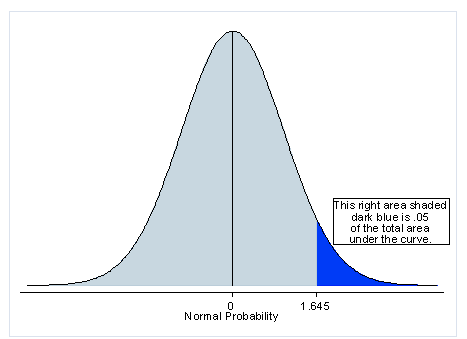 This right area shaded
dark blue is .05
of the total area
under the curve.
0
1.645
Normal Probability